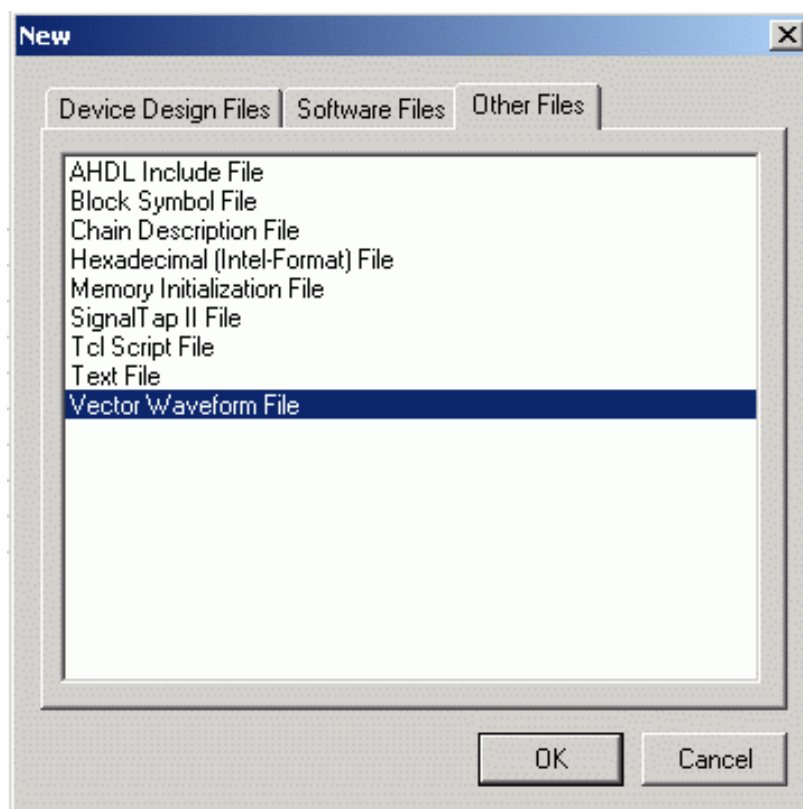 New
Device Design Files Software Files Other Files
AHDL Include File
Block Symbol File
Chain Description File
Hexadecimal (Intel-Format) File
Memory Initialization File
SignalTap II File
Tcl Script File
Text File
Vector Waveform File
OK Cancel